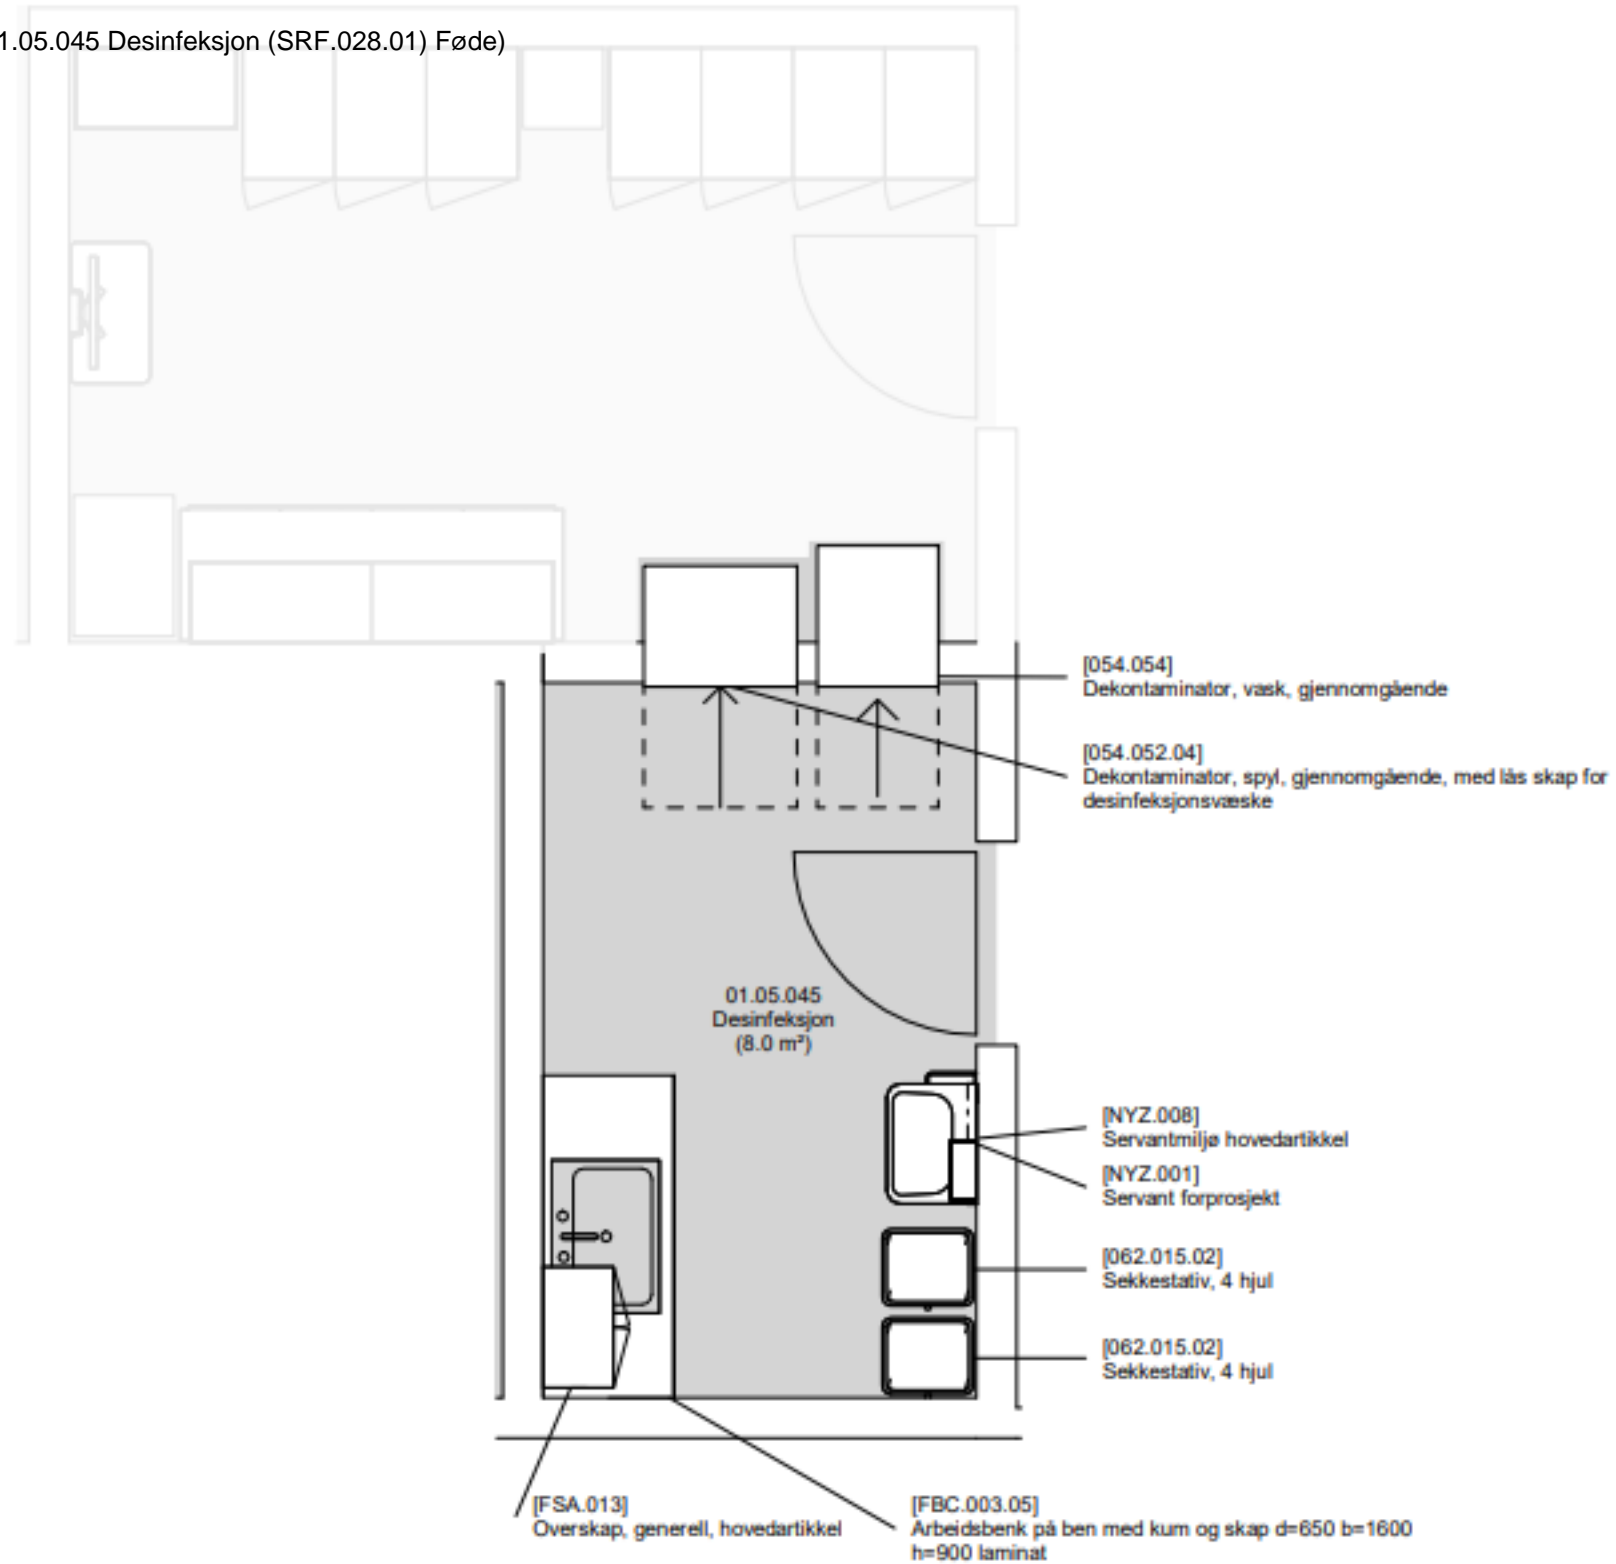 1.05.045 Desinfeksjon (SRF.028.01) Føde)
[054.054]
Dekontaminator, vask, gjennomgående
[054.052.04]
Dekontaminator, spyl, gjennomgående, med lås skap for
desinfeksjonsvæske
01.05.045
Desinfeksjon
(8.0 m²)
[NYZ.008]
Servantmiljø hovedartikkel
[NYZ.001]
Servant forprosjekt
[062.015.02]
Sekkestativ, 4 hjul
[062.015.02]
Sekkestativ, 4 hjul
[FSA.013]
Overskap, generell, hovedartikkel
[FBC.003.05]
Arbeidsbenk på ben med kum og skap d=650 b=1600
h=900 laminat